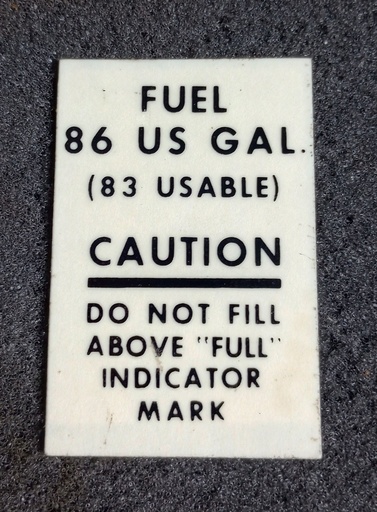 FUEL
86 US GAL.
(83 USABLE)
CAUTION
DO NOT FILL
ABOVE "FULL"
INDICATOR
MARK